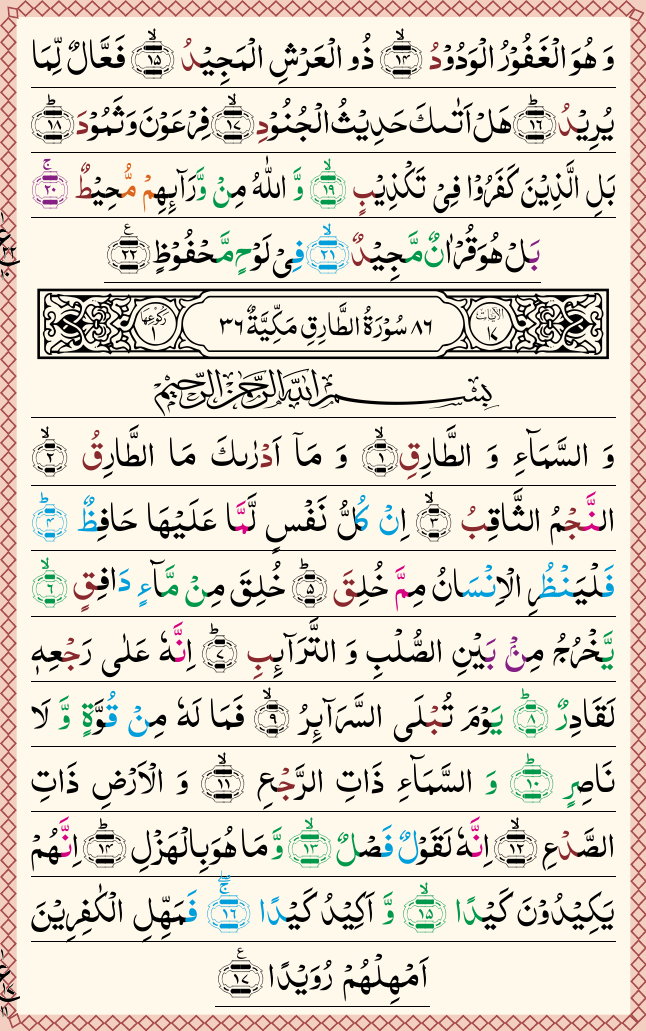 وَ هُوَ الْغَفُوْرُ الْوَدُوْدُ ۙ﴿۱۴﴾ ذُو الْعَرْشِ الْمَجِيْدُ ۙ﴿۱۵﴾ فَعَّالٌ لِّمَا
يُرِيْدُ ؕ﴿۱۶﴾ هَلْ اَتٰىكَ حَدِيْثُ الْجُنُوْدِ ۙ﴿۱۷﴾ فِرْعَوْنَ وَ ثَمُوْدَ ؕ﴿۱۸﴾
بَلِ الَّذِيْنَ كَفَرُوْا فِيْ تَكْذِيْبٍ ۙ﴿۱۹﴾ وَّ اللّٰهُ مِنْ وَّرَآىِٕهِمْ مُّحِيْطٌ ۚ﴿۲۰﴾
بَلْ هُوَ قُرْاٰنٌ مَّجِيْدٌ ۙ﴿۲۱﴾ فِيْ لَوْحٍ مَّحْفُوْظٍ ﴿۲۲﴾ ع
الآيات ۱۷ ۸۶ سُوْرَةُ الطَّارِقِ مَكِّيَّةٌ ۳۶ ركوعها ۱
بِسْمِ اللّٰهِ الرَّحْمٰنِ الرَّحِيْمِ
وَ السَّمَآءِ وَ الطَّارِقِ ۙ﴿۱﴾ وَ مَاۤ اَدْرٰىكَ مَا الطَّارِقُ ۙ﴿۲﴾
النَّجْمُ الثَّاقِبُ ۙ﴿۳﴾ اِنْ كُلُّ نَفْسٍ لَّمَّا عَلَيْهَا حَافِظٌ ؕ﴿۴﴾
فَلْيَنْظُرِ الْاِنْسَانُ مِمَّ خُلِقَ ؕ﴿۵﴾ خُلِقَ مِنْ مَّآءٍ دَافِقٍ ۙ﴿۶﴾
يَّخْرُجُ مِنْۢ بَيْنِ الصُّلْبِ وَ التَّرَآىِٕبِ ؕ﴿۷﴾ اِنَّهٗ عَلٰى رَجْعِهٖ
لَقَادِرٌ ؕ﴿۸﴾ يَوْمَ تُبْلَى السَّرَآىِٕرُ ۙ﴿۹﴾ فَمَا لَهٗ مِنْ قُوَّةٍ وَّ لَا
نَاصِرٍ ؕ﴿۱۰﴾ وَ السَّمَآءِ ذَاتِ الرَّجْعِ ۙ﴿۱۱﴾ وَ الْاَرْضِ ذَاتِ
الصَّدْعِ ۙ﴿۱۲﴾ اِنَّهٗ لَقَوْلٌ فَصْلٌ ۙ﴿۱۳﴾ وَّ مَا هُوَ بِالْهَزْلِ ؕ﴿۱۴﴾ اِنَّهُمْ
يَكِيْدُوْنَ كَيْدًا ۙ﴿۱۵﴾ وَّ اَكِيْدُ كَيْدًا ۚۖ﴿۱۶﴾ فَمَهِّلِ الْكٰفِرِيْنَ
اَمْهِلْهُمْ رُوَيْدًا ﴿۱۷﴾ ع